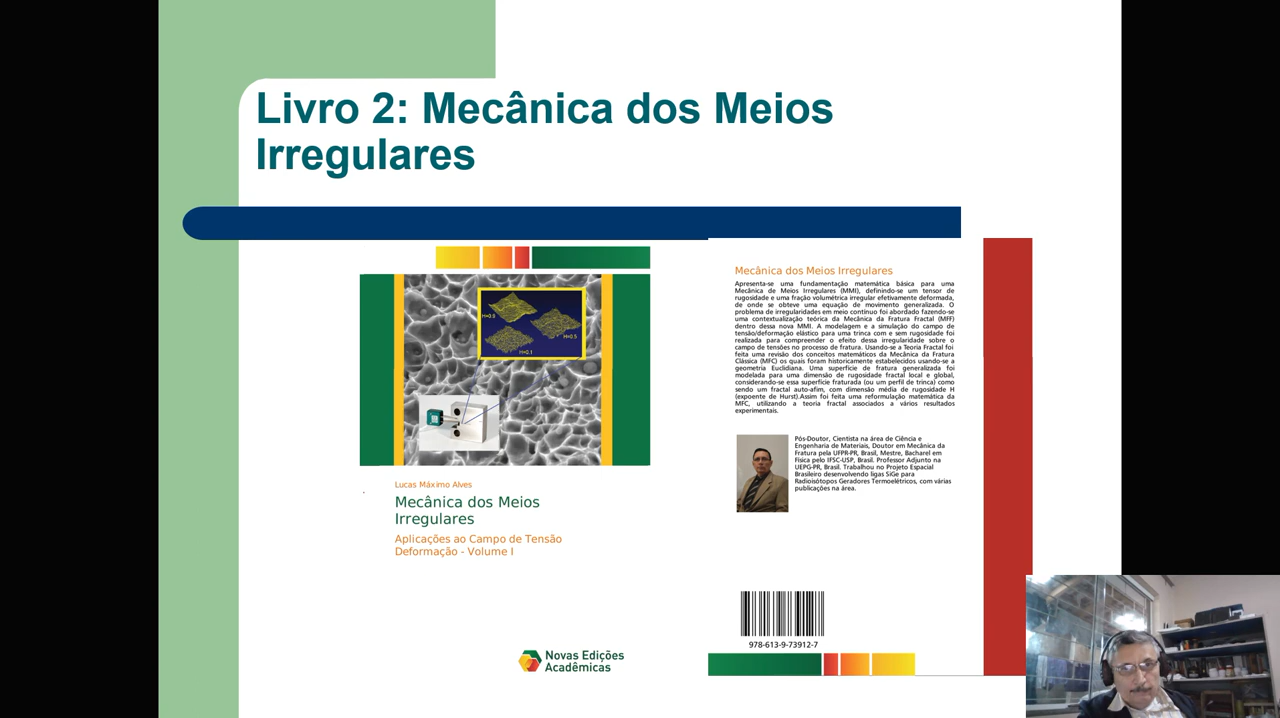 Livro 2: Mecânica dos Meios
Irregulares
H=0.8
H=0.5
H=0.1
Lucas Máximo Alves
Mecânica dos Meios
Irregulares
Aplicações ao Campo de Tensão
Deformação - Volume I
Novas Edições
Acadêmicas
Mecânica dos Meios Irregulares
Apresenta-se uma fundamentação matemática básica para uma
Mecânica de Meios Irregulares (MMI), definindo-se um tensor de
rugosidade e uma fração volumétrica irregular efetivamente deformada,
de onde se obteve uma equação de movimento generalizada. O
problema de irregularidades em meio contínuo foi abordado fazendo-se
uma contextualização teórica da Mecânica da Fratura Fractal (MFF)
dentro dessa nova MMI. A modelagem e a simulação do campo de
tensão/deformação elástico para uma trinca com e sem rugosidade foi
realizada para compreender o efeito dessa irregularidade sobre o
campo de tensões no processo de fratura. Usando-se a Teoria Fractal foi
feita uma revisão dos conceitos matemáticos da Mecânica da Fratura
Clássica (MFC) os quais foram historicamente estabelecidos usando-se a
geometria Euclidiana. Uma superfície de fratura generalizada foi
modelada para uma dimensão de rugosidade fractal local e global,
considerando-se essa superfície fraturada (ou um perfil de trinca) como
sendo um fractal auto-afim, com dimensão média de rugosidade H
(expoente de Hurst).Assim foi feita uma reformulação matemática da
MFC, utilizando a teoria fractal associados a vários resultados
experimentais.
Pós-Doutor, Cientista na área de Ciência e
Engenharia de Materiais, Doutor em Mecânica da
Fratura pela UFPR-PR, Brasil, Mestre, Bacharel em
Física pelo IFSC-USP, Brasil. Professor Adjunto na
UEPG-PR, Brasil. Trabalhou no Projeto Espacial
Brasileiro desenvolvendo ligas SiGe para
Radioisótopos Geradores Termoelétricos, com várias
publicações na área.
978-613-9-73912-7